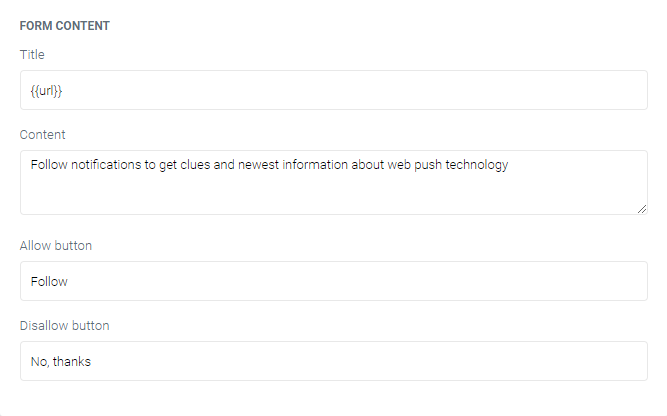 FORM CONTENT
Title
{{url}}
Content
Follow notifications to get clues and newest information about web push technology
Allow button
Follow
Disallow button
No, thanks